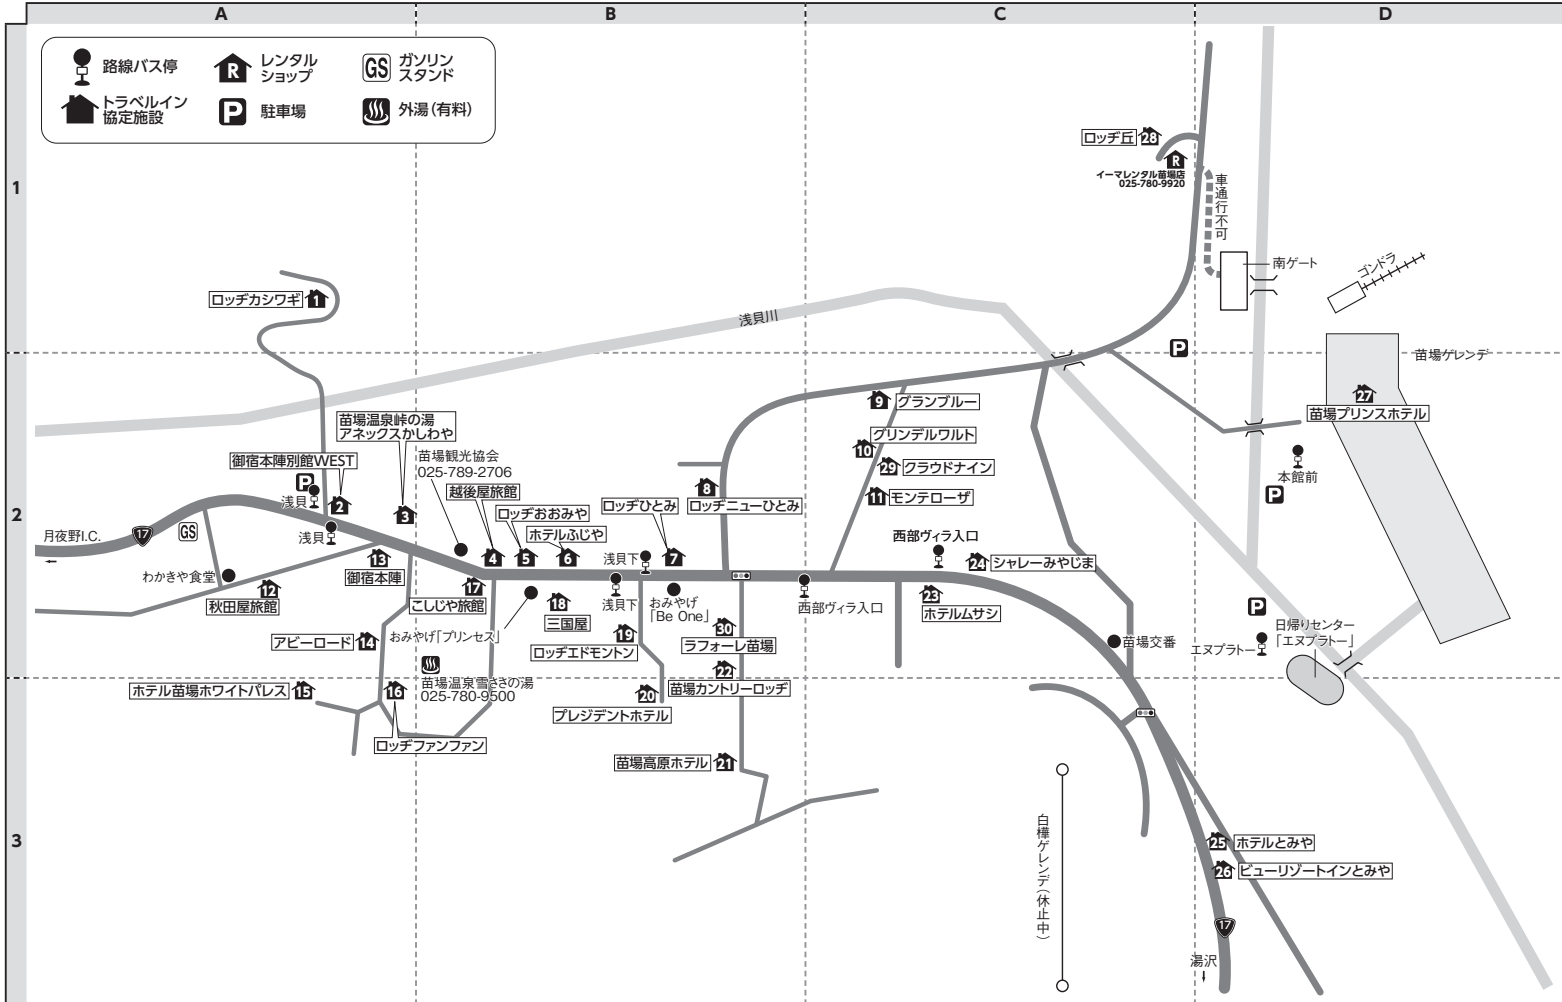 A
B
C
D
路線バス停
レンタル
ショップ
ガソリン
スタンド
トラベルイン
協定施設
駐車場
外湯(有料)
R
GS
P
1
2
3
ロッヂ丘
28
R
イーマレンタル苗場店
025-780-9920
車通行不可
南ゲート
ゴンドラ
ロッヂカシワギ
1
浅貝川
P
苗場ゲレンデ
27
苗場プリンスホテル
9
グランブルー
グリンデルワルト
10
29
クラウドナイン
11
モンテローザ
苗場温泉峠の湯
アネックスかしわや
苗場観光協会
025-789-2706
御宿本陣別館WEST
P
浅貝
2
3
越後屋旅館
ロッヂおおみや
ホテルふじや
ロッヂひとみ
8
ロッヂニューひとみ
本館前
P
月夜野I.C.
17
GS
浅貝
4
5
6
浅貝下
7
西部ヴィラ入口
24
シャレーみやじま
13
御宿本陣
わかきや食堂
12
秋田屋旅館
17
こしじや旅館
18
三国屋
浅貝下
おみやげ
「Be One」
西部ヴィラ入口
23
ホテルムサシ
P
アビーロード
14
おみやげ「プリンセス」
19
ロッヂエドモントン
30
ラフォーレ苗場
苗場交番
エヌプラトー
日帰りセンター
「エヌプラトー」
苗場温泉雪ささの湯
025-780-9500
22
苗場カントリーロッヂ
ホテル苗場ホワイトパレス
15
16
20
プレジデントホテル
ロッヂファンファン
苗場高原ホテル
21
白樺ゲレンデ(休止中)
25
ホテルとみや
26
ビューリゾートインとみや
17
湯沢